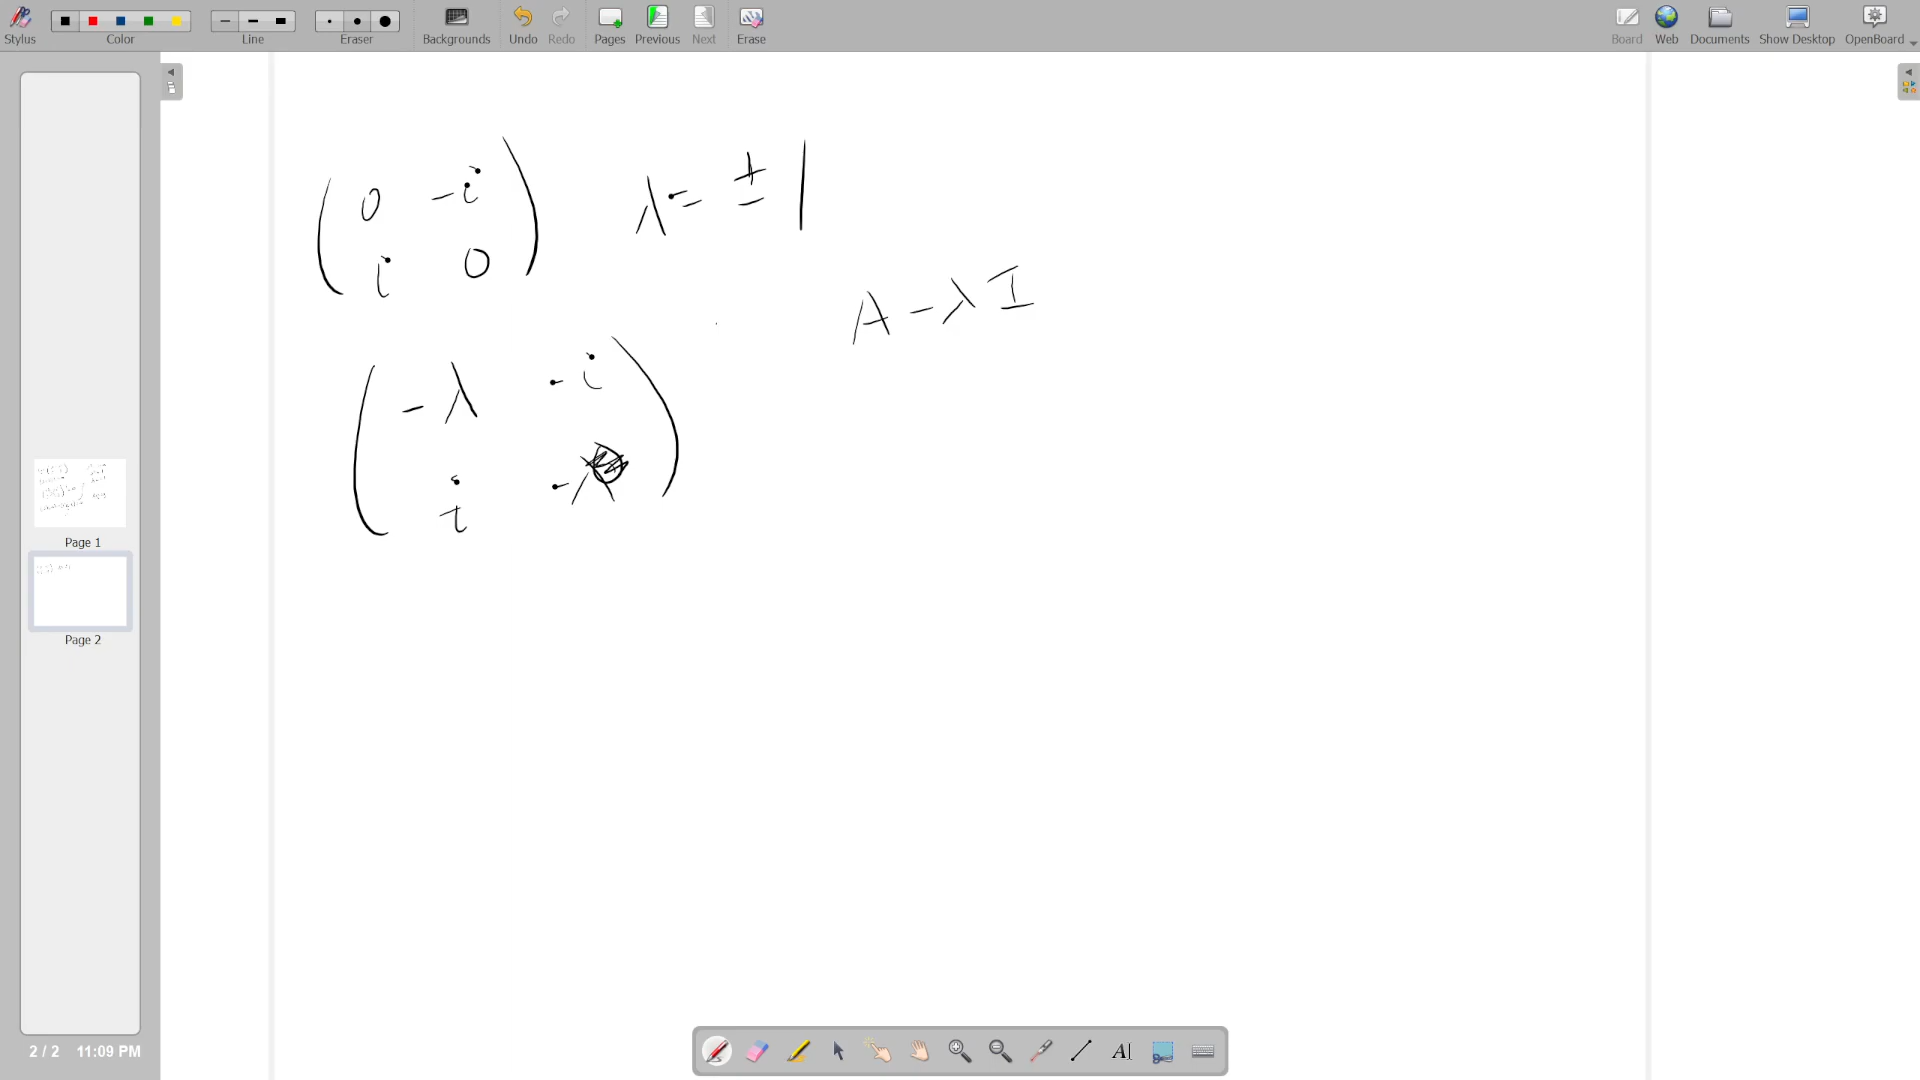 Stylus Color Line Eraser Backgrounds Undo Redo Pages Previous Next Erase Board Web Documents Show Desktop OpenBoard
( 0 -i ) λ = ± 1
i 0
A - λ I
( -λ -i )
i -λ
Page 1
Page 2
2 / 2 11:09 PM
A